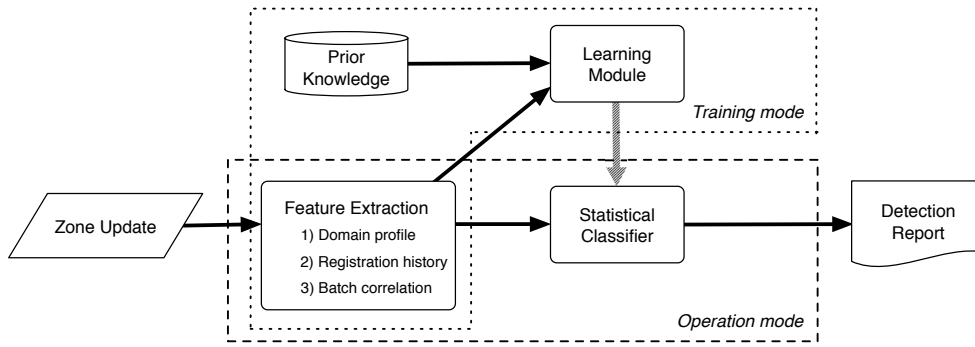 Prior
Knowledge
Learning
Module
Training mode
Zone Update
Feature Extraction
1) Domain profile
2) Registration history
3) Batch correlation
Statistical
Classifier
Detection
Report
Operation mode